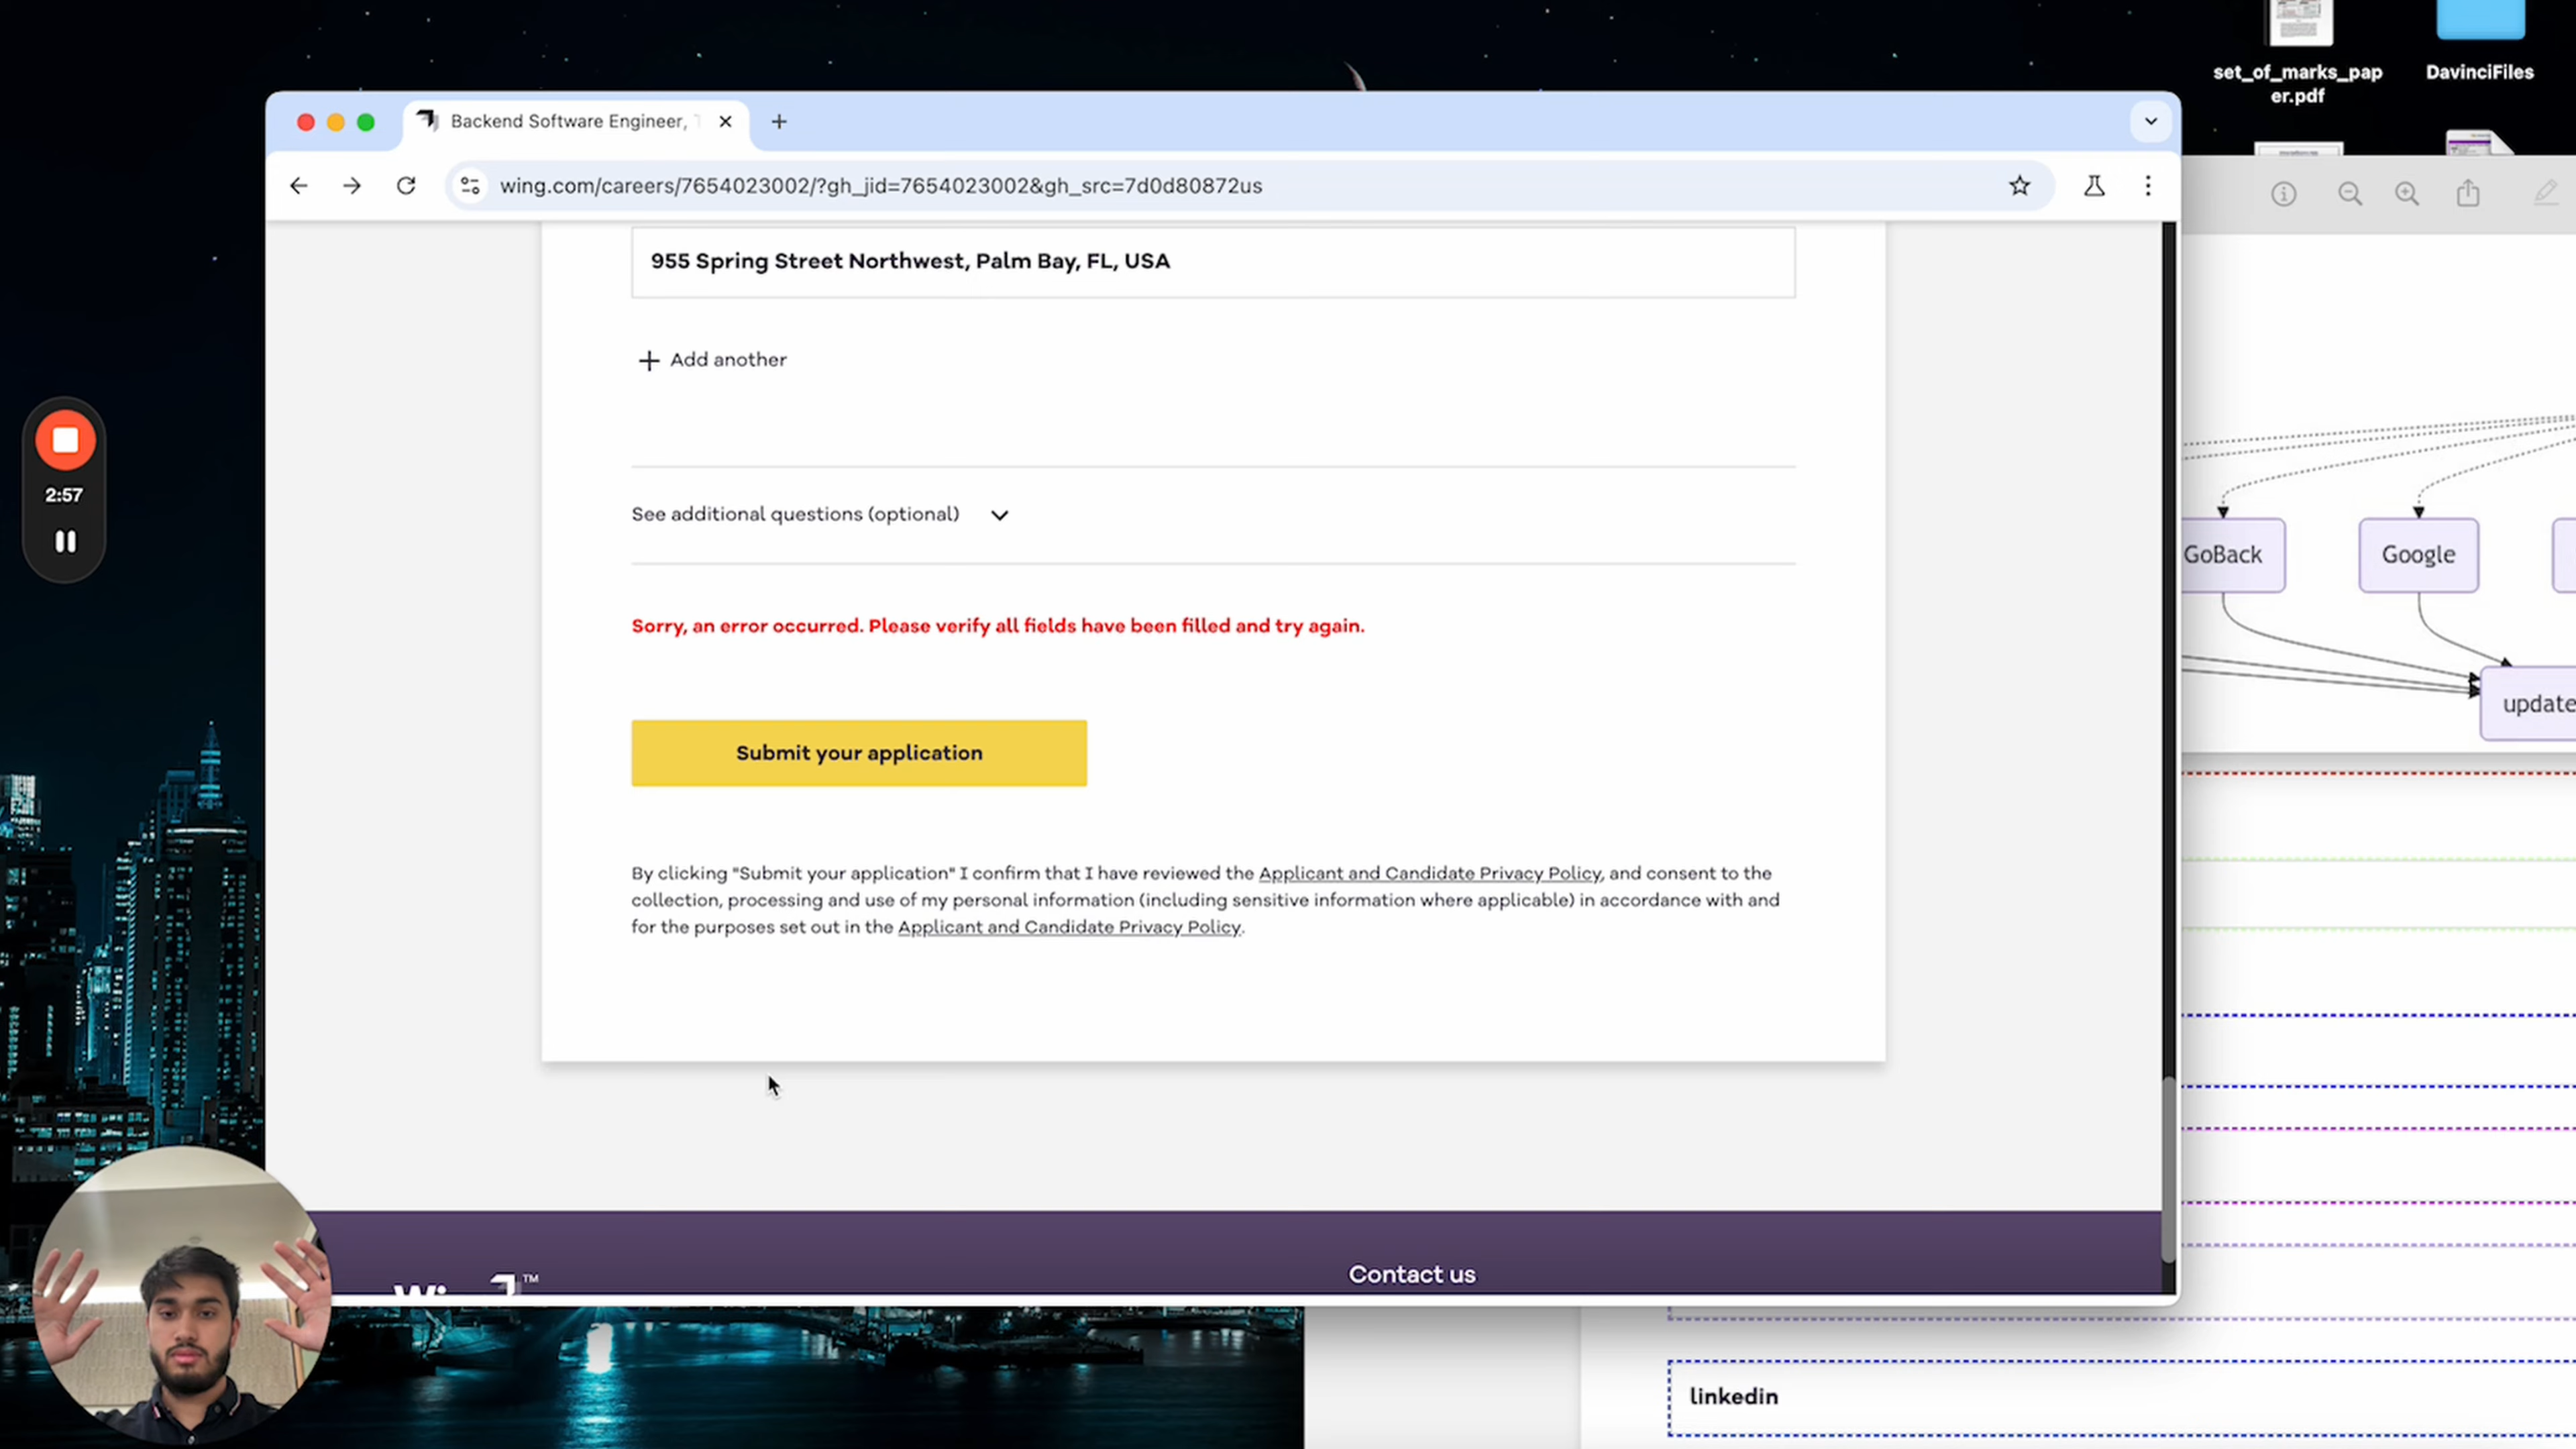 set_of_marks_pap
er.pdf
DavinciFiles
Backend Software Engineer,
wing.com/careers/7654023002/?gh_jid=7654023002&gh_src=7d0d80872us
955 Spring Street Northwest, Palm Bay, FL, USA
Add another
2:57
See additional questions (optional)
GoBack
Google
Sorry, an error occurred. Please verify all fields have been filled and try again.
update
Submit your application
By clicking "Submit your application" I confirm that I have reviewed the Applicant and Candidate Privacy Policy, and consent to the
collection, processing and use of my personal information (including sensitive information where applicable) in accordance with and
for the purposes set out in the Applicant and Candidate Privacy Policy.
Contact us
TM
linkedin